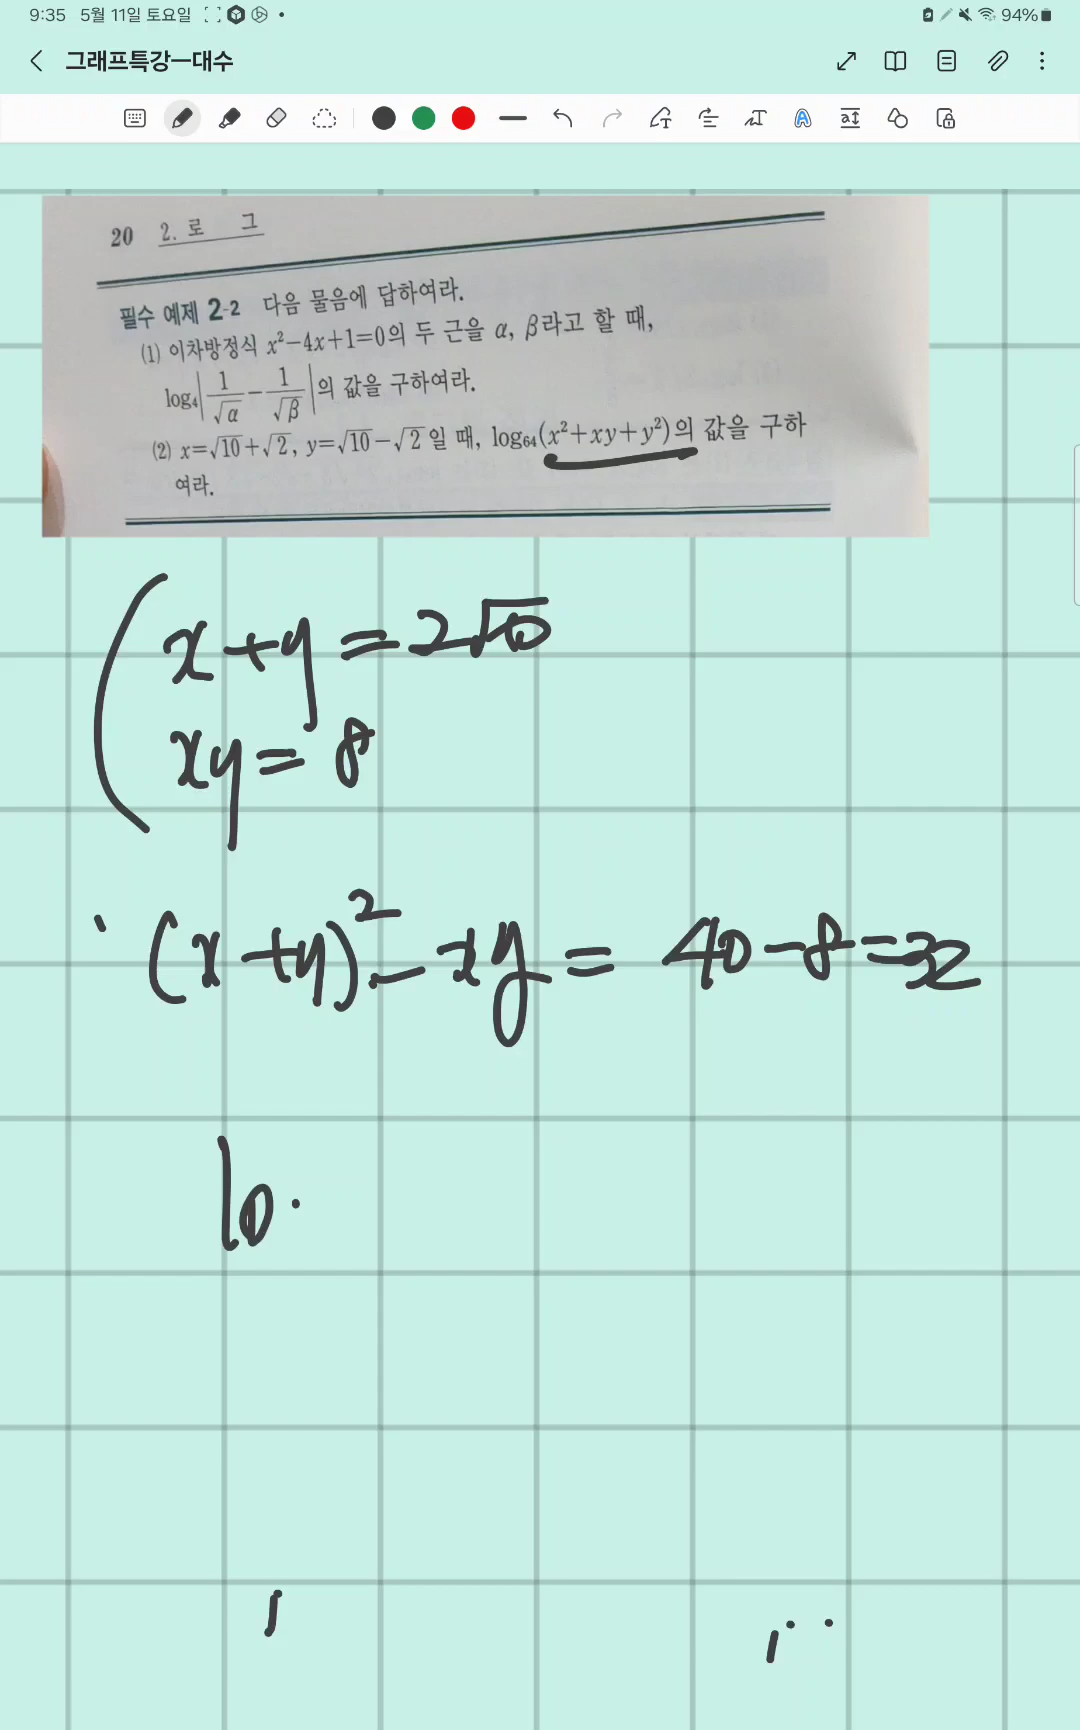 9:35 5월 11일 토요일 94%
그래프특강—대수
20 2. 로 그
필수 예제 2-2 다음 물음에 답하여라.
(1) 이차방정식 x²−4x+1=0의 두 근을 α, β라고 할 때,
log₄|1/√α − 1/√β|의 값을 구하여라.
(2) x=√10+√2, y=√10−√2일 때, log₆₄(x²+xy+y²)의 값을 구하
여라.
x+y=2√10
xy=8
(x+y)²−xy=40−8=32
lo